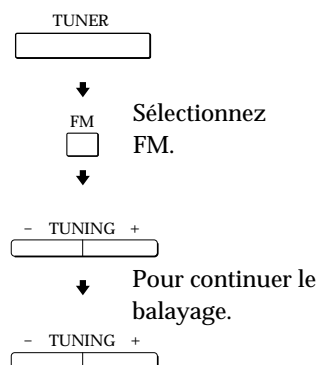 TUNER
FM
Sélectionnez
FM.
– TUNING +
Pour continuer le
balayage.
– TUNING +